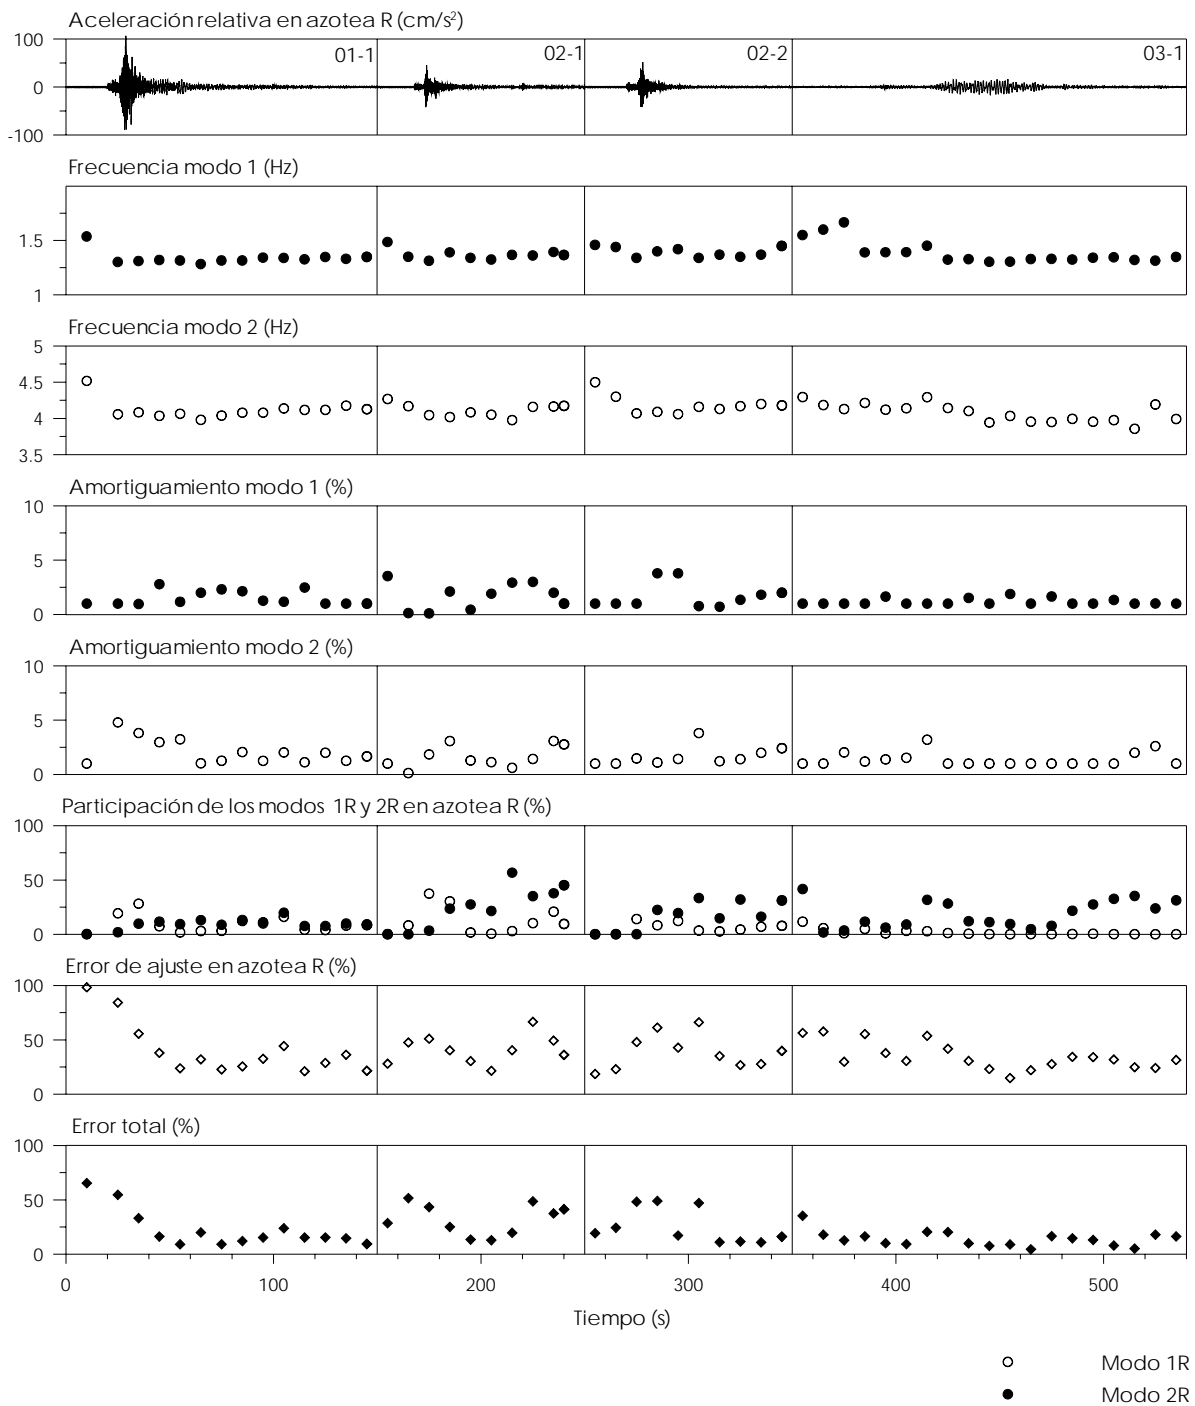 Aceleración relativa en azotea R (cm/s²)
100
0
-100
01-1
02-1
02-2
03-1
Frecuencia modo 1 (Hz)
1.5
1
Frecuencia modo 2 (Hz)
5
4.5
4
3.5
Amortiguamiento modo 1 (%)
10
5
0
Amortiguamiento modo 2 (%)
10
5
0
Participación de los modos 1R y 2R en azotea R (%)
100
50
0
Error de ajuste en azotea R (%)
100
50
0
Error total (%)
100
50
0
0 100 200 300 400 500
Tiempo (s)
Modo 1R
Modo 2R